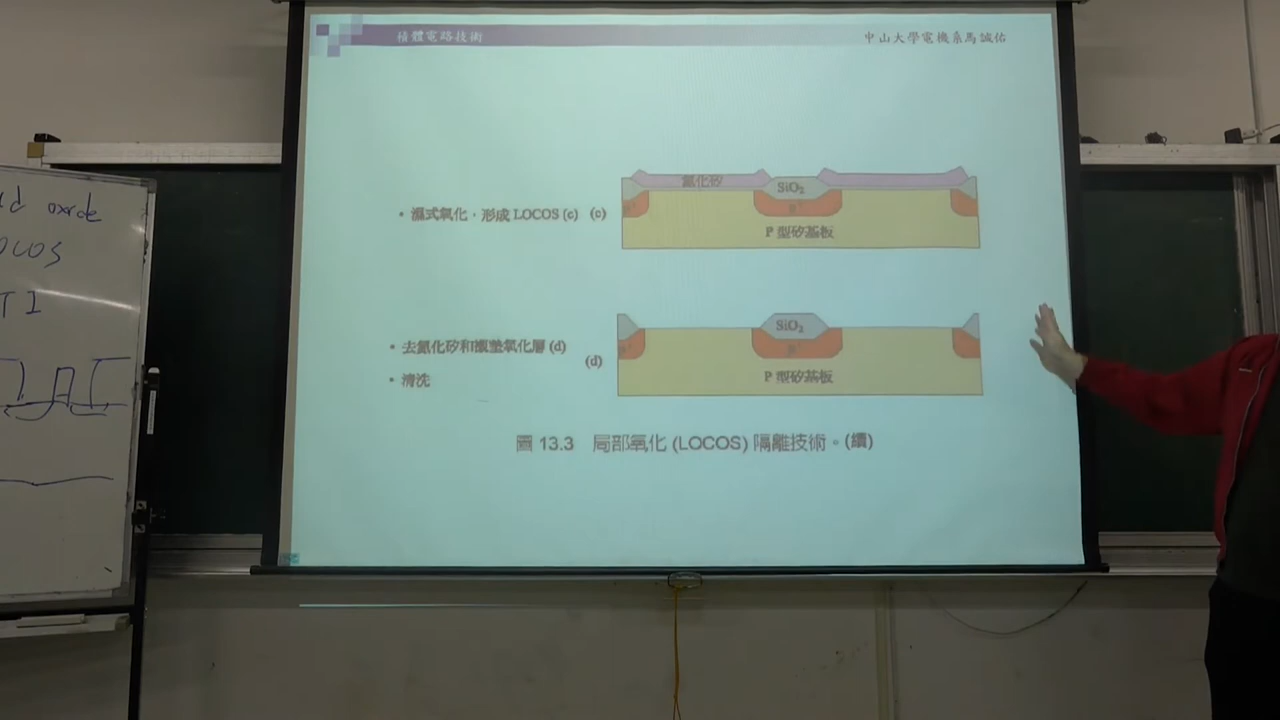 積體電路技術
中山大學電機系馬誠佑
oxide
LOCOS
TI
• 濕式氧化，形成 LOCOS (c)
(c)
氮化矽
SiO₂
P⁺
P⁺
P 型矽基板
• 去氮化矽和襯墊氧化層 (d)
• 清洗
(d)
SiO₂
P⁺
P⁺
P 型矽基板
圖 13.3 局部氧化 (LOCOS) 隔離技術。(續)